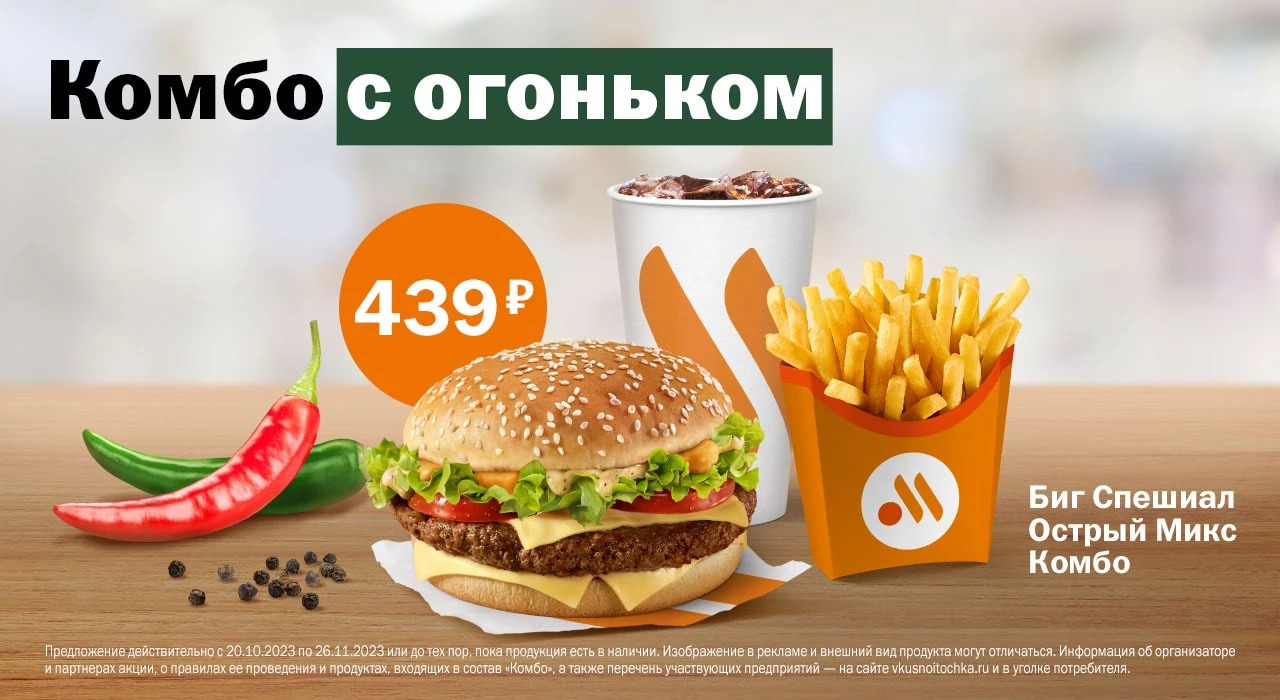 Комбо с огоньком
439 ₽
Биг Спешиал
Острый Микс
Комбо
Предложение действительно с 20.10.2023 по 26.11.2023 или до тех пор, пока продукция есть в наличии. Изображение в рекламе и внешний вид продукта могут отличаться. Информация об организаторе
и партнерах акции, о правилах ее проведения и продуктах, входящих в состав «Комбо», а также перечень участвующих предприятий — на сайте vkusnoitochka.ru и в уголке потребителя.